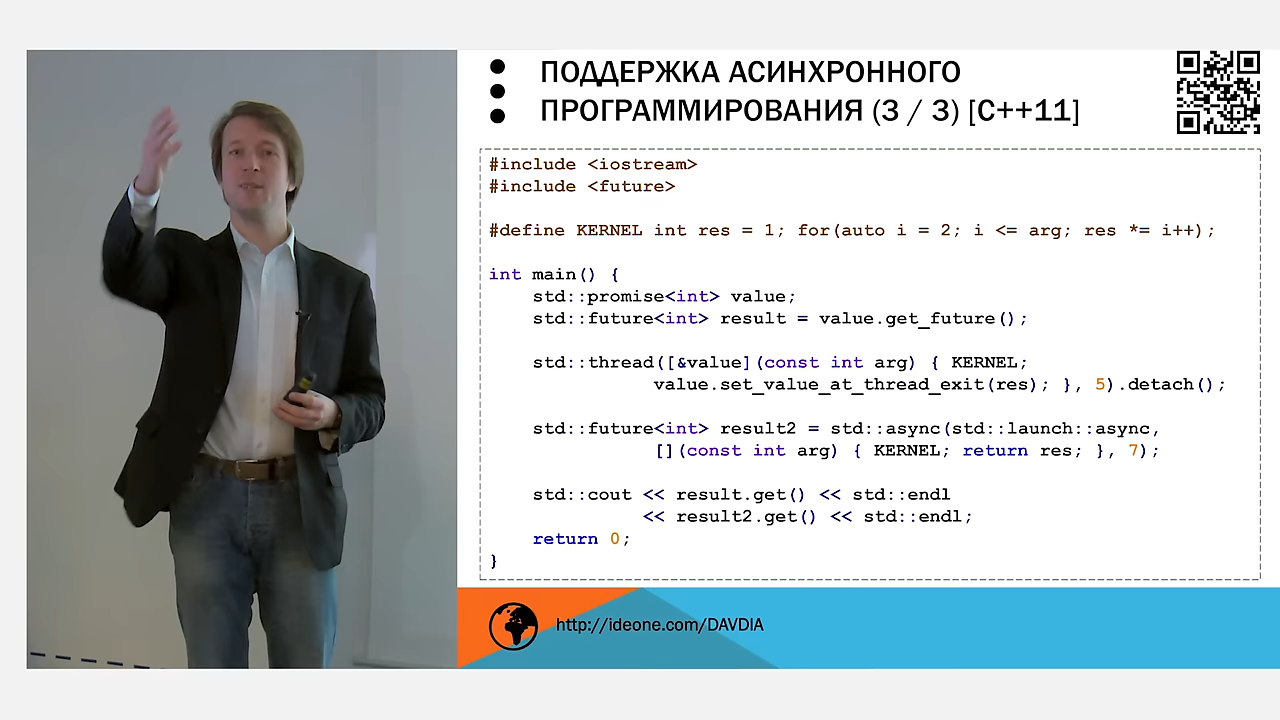 ПОДДЕРЖКА АСИНХРОННОГО
ПРОГРАММИРОВАНИЯ (3 / 3) [C++11]
#include <iostream>
#include <future>
#define KERNEL int res = 1; for(auto i = 2; i <= arg; res *= i++);
int main() {
std::promise<int> value;
std::future<int> result = value.get_future();
std::thread([&value](const int arg) { KERNEL;
value.set_value_at_thread_exit(res); }, 5).detach();
std::future<int> result2 = std::async(std::launch::async,
[](const int arg) { KERNEL; return res; }, 7);
std::cout << result.get() << std::endl
<< result2.get() << std::endl;
return 0;
}
http://ideone.com/DAVDIA